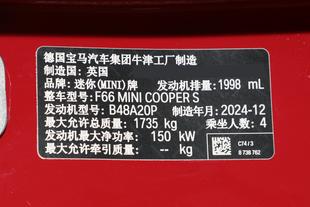 德国宝马汽车集团牛津工厂制造
制造国：英国
品牌：迷你(MINI)牌 发动机排量：1998 mL
整车型号：F66 MINI COOPER S
发动机型号：B48A20P 制造年月：2024-12
最大允许总质量：1735 kg 乘坐人数：4
发动机最大净功率：150 kW
最大允许牵引质量：-- kg
C/4/3
8 738 762